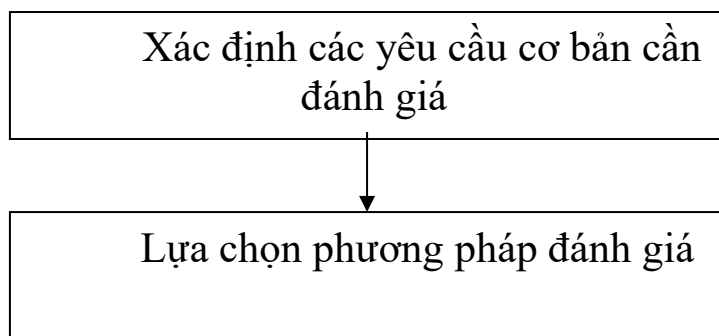 Xác định các yêu cầu cơ bản cần
đánh giá
Lựa chọn phương pháp đánh giá